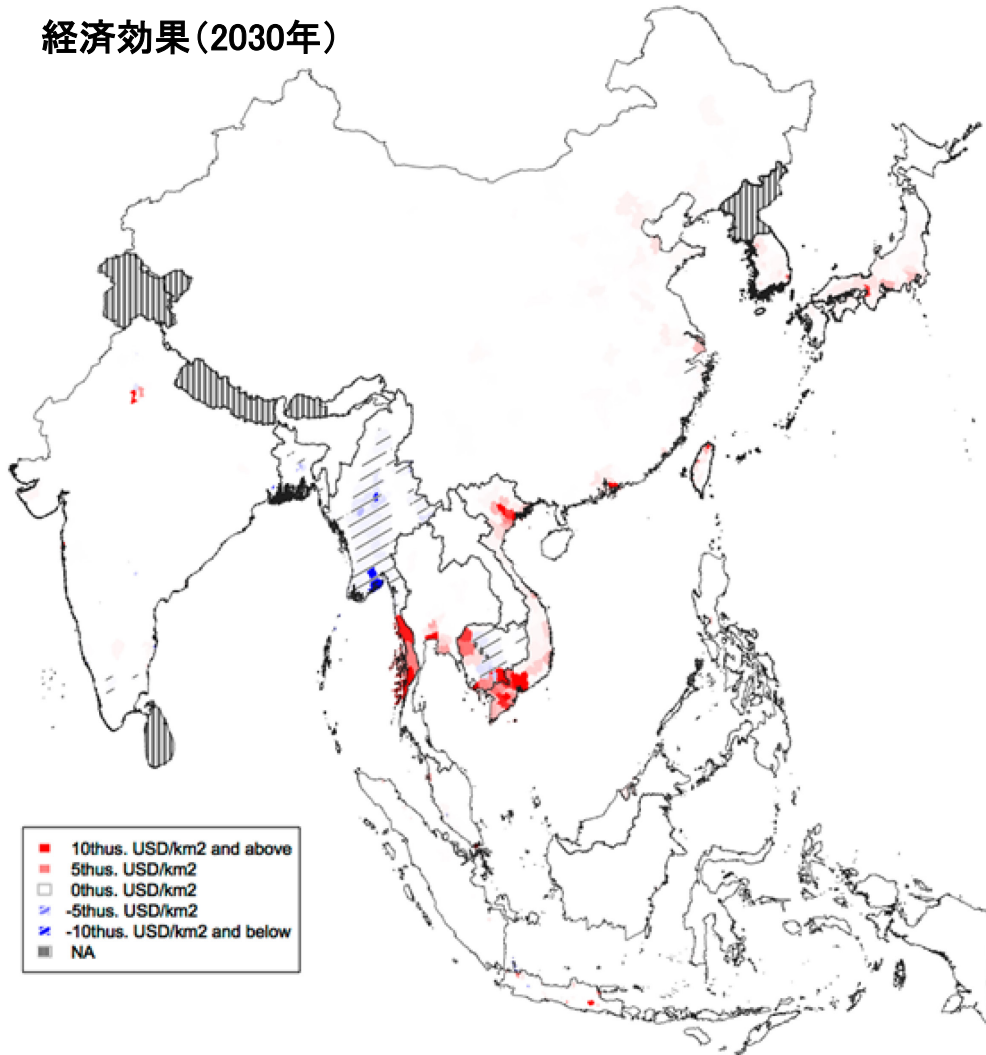 経済効果(2030年)
10thus. USD/km2 and above
5thus. USD/km2
0thus. USD/km2
-5thus. USD/km2
-10thus. USD/km2 and below
NA